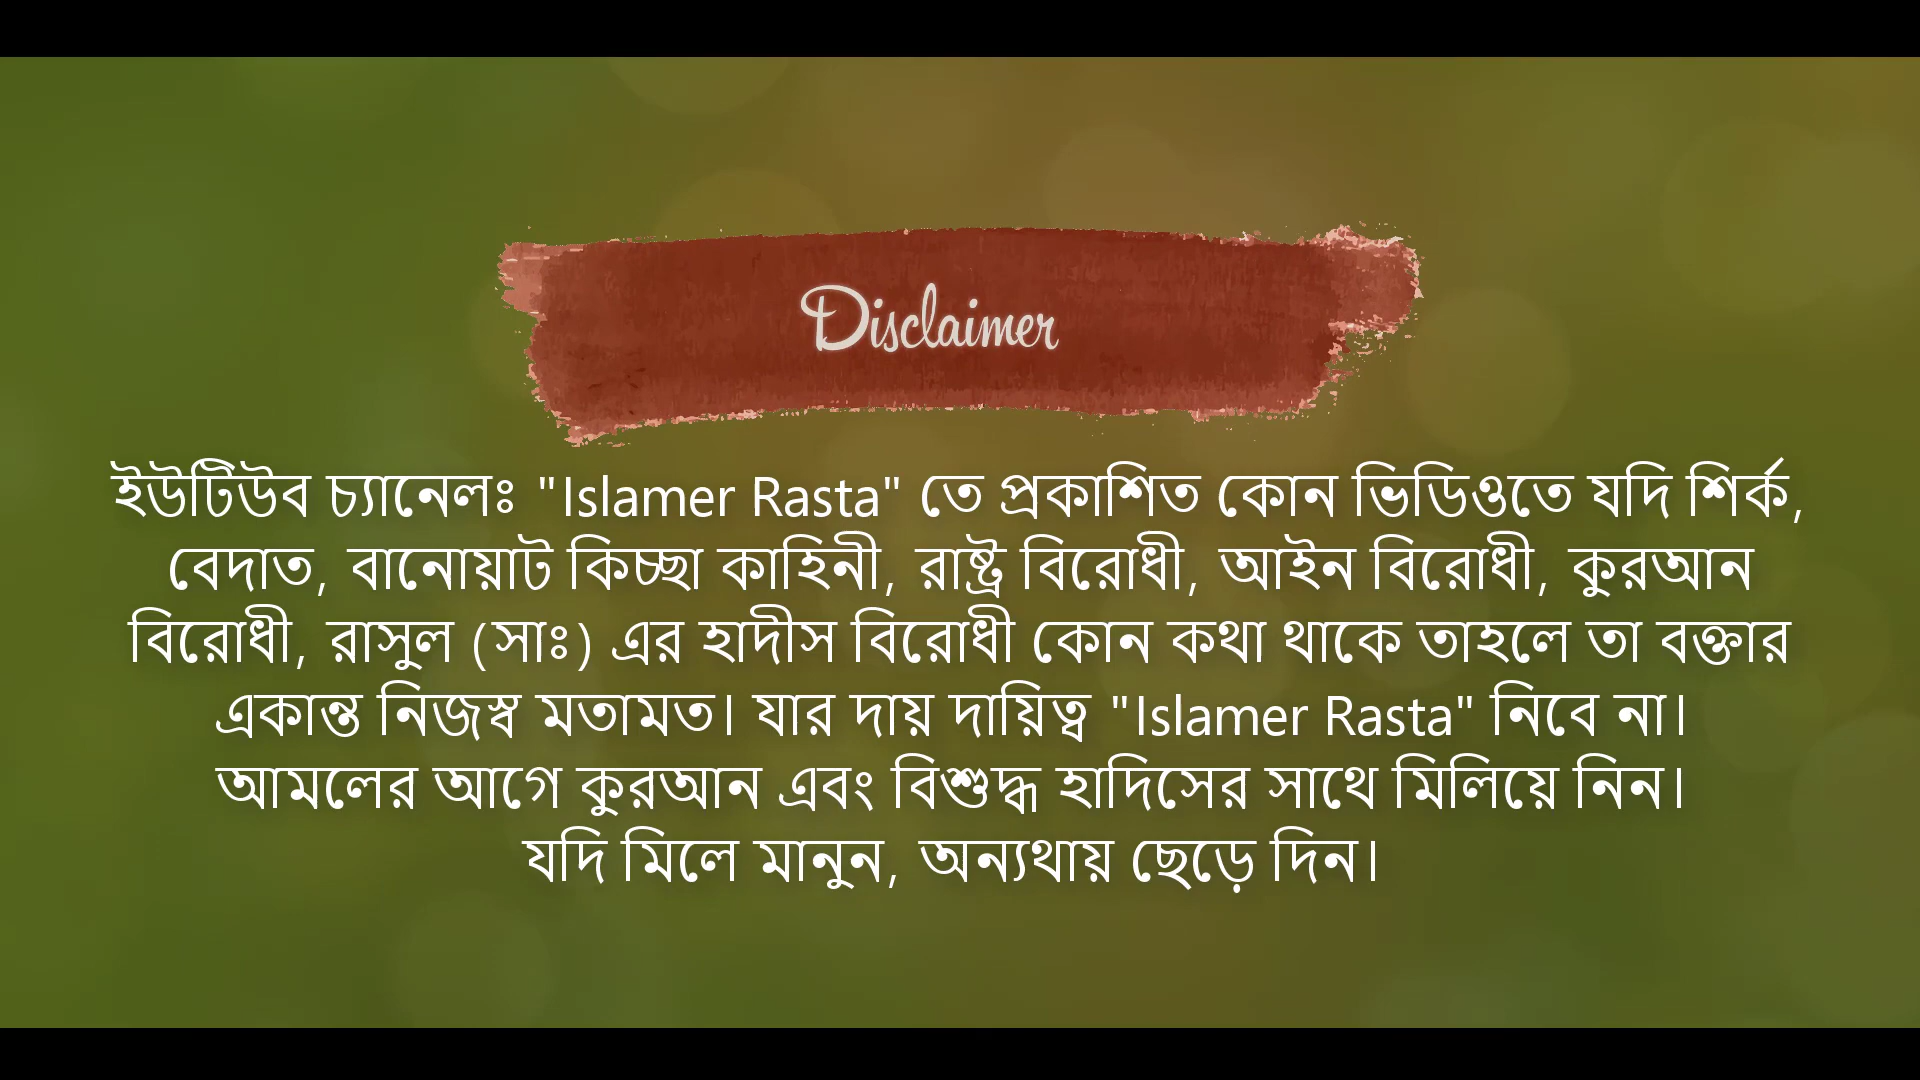 Disclaimer
ইউটিউব চ্যানেলঃ "Islamer Rasta" তে প্রকাশিত কোন ভিডিওতে যদি শির্ক,
বেদাত, বানোয়াট কিচ্ছা কাহিনী, রাষ্ট্র বিরোধী, আইন বিরোধী, কুরআন
বিরোধী, রাসুল (সাঃ) এর হাদীস বিরোধী কোন কথা থাকে তাহলে তা বক্তার
একান্ত নিজস্ব মতামত। যার দায় দায়িত্ব "Islamer Rasta" নিবে না।
আমলের আগে কুরআন এবং বিশুদ্ধ হাদিসের সাথে মিলিয়ে নিন।
যদি মিলে মানুন, অন্যথায় ছেড়ে দিন।